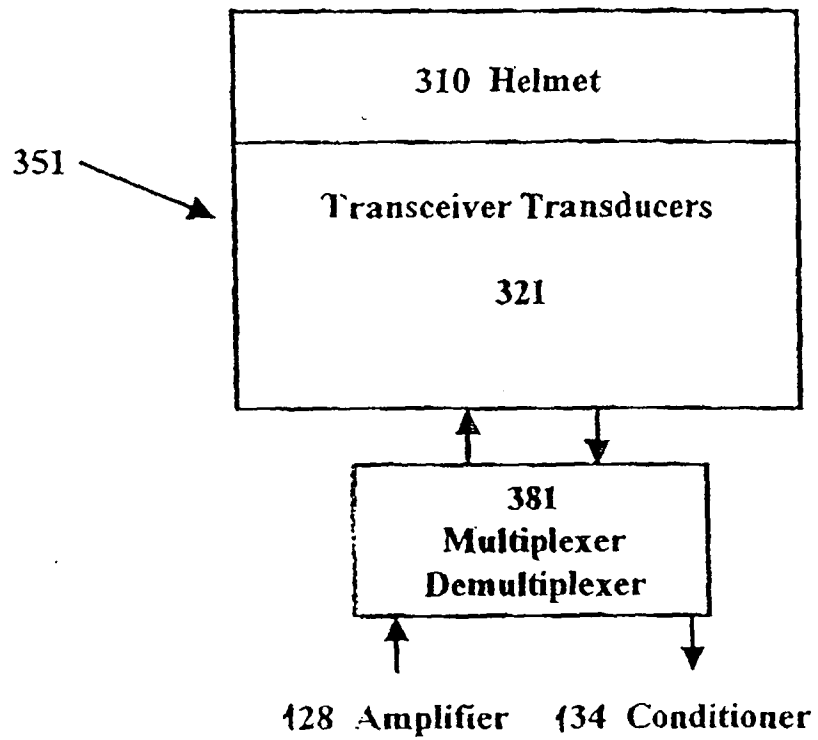 310 Helmet
351
Transceiver Transducers
321
381
Multiplexer
Demultiplexer
128 Amplifier 134 Conditioner